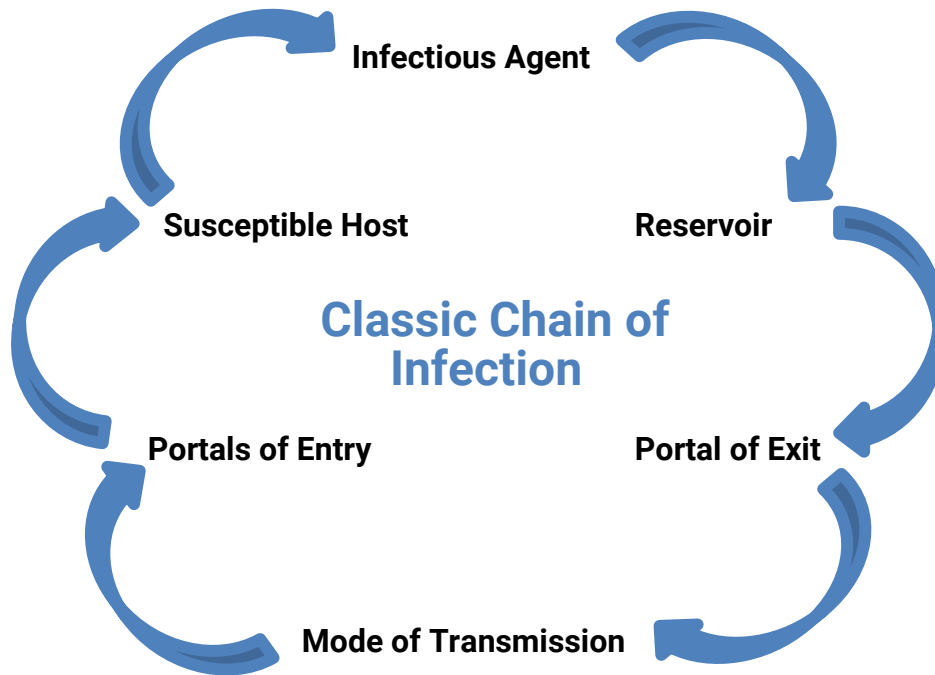 Infectious Agent
Susceptible Host
Reservoir
Classic Chain of
Infection
Portals of Entry
Portal of Exit
Mode of Transmission